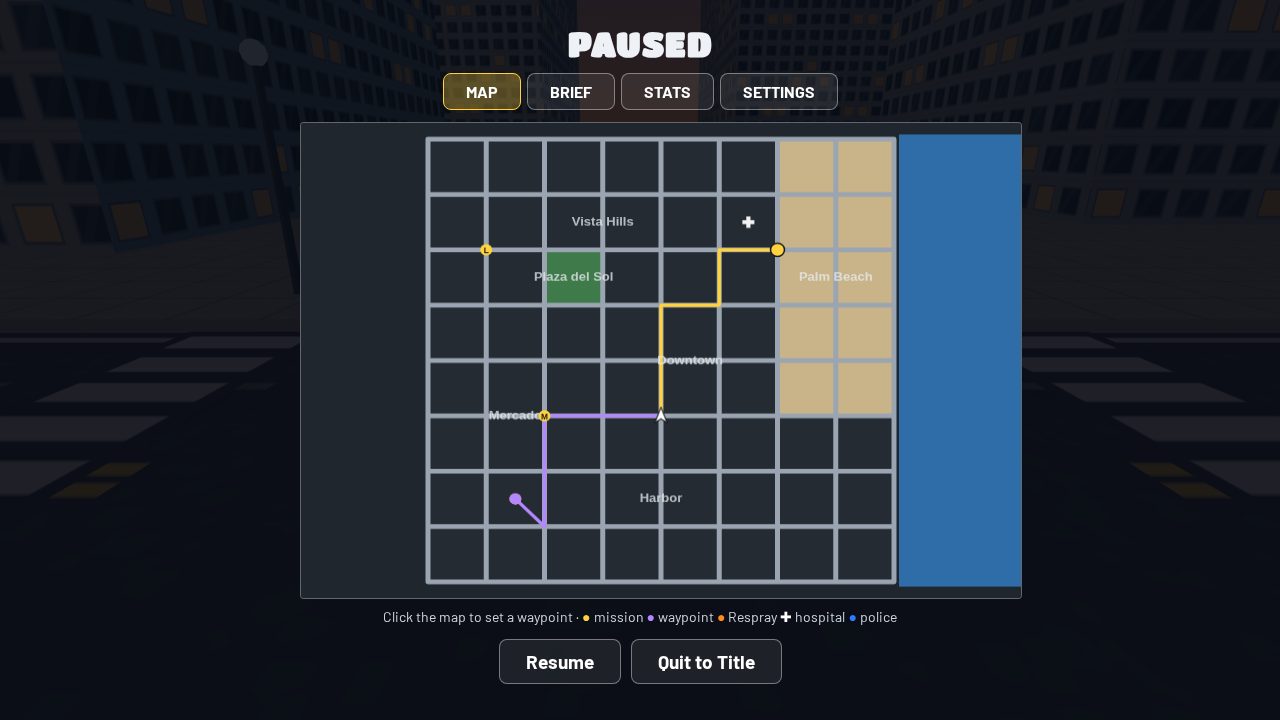 PAUSED
MAP BRIEF STATS SETTINGS
Vista Hills
L
Plaza del Sol
Palm Beach
Downtown
Mercado
M
Harbor
Click the map to set a waypoint · ● mission ● waypoint ● Respray ✚ hospital ● police
Resume Quit to Title